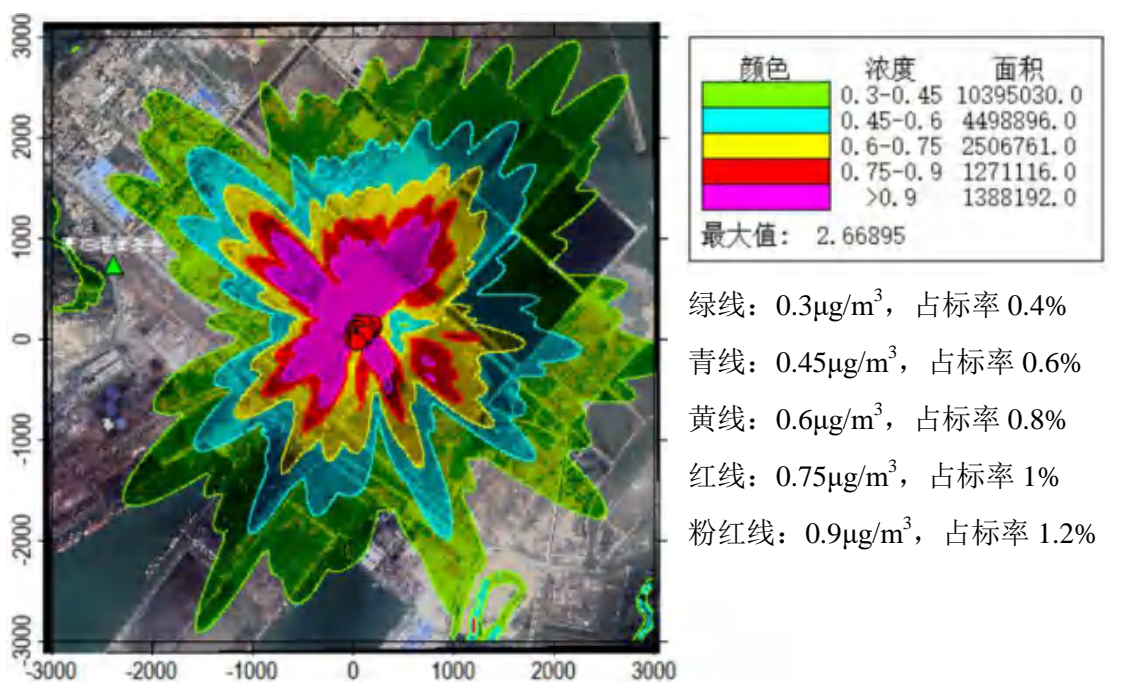 3000
2000
1000
0
-1000
-2000
-3000
-3000 -2000 -1000 0 1000 2000 3000
颜色 浓度 面积
0.3-0.45 10395030.0
0.45-0.6 4498896.0
0.6-0.75 2506761.0
0.75-0.9 1271116.0
>0.9 1388192.0
最大值: 2.66895
绿线：0.3μg/m³，占标率 0.4%
青线：0.45μg/m³，占标率 0.6%
黄线：0.6μg/m³，占标率 0.8%
红线：0.75μg/m³，占标率 1%
粉红线：0.9μg/m³，占标率 1.2%